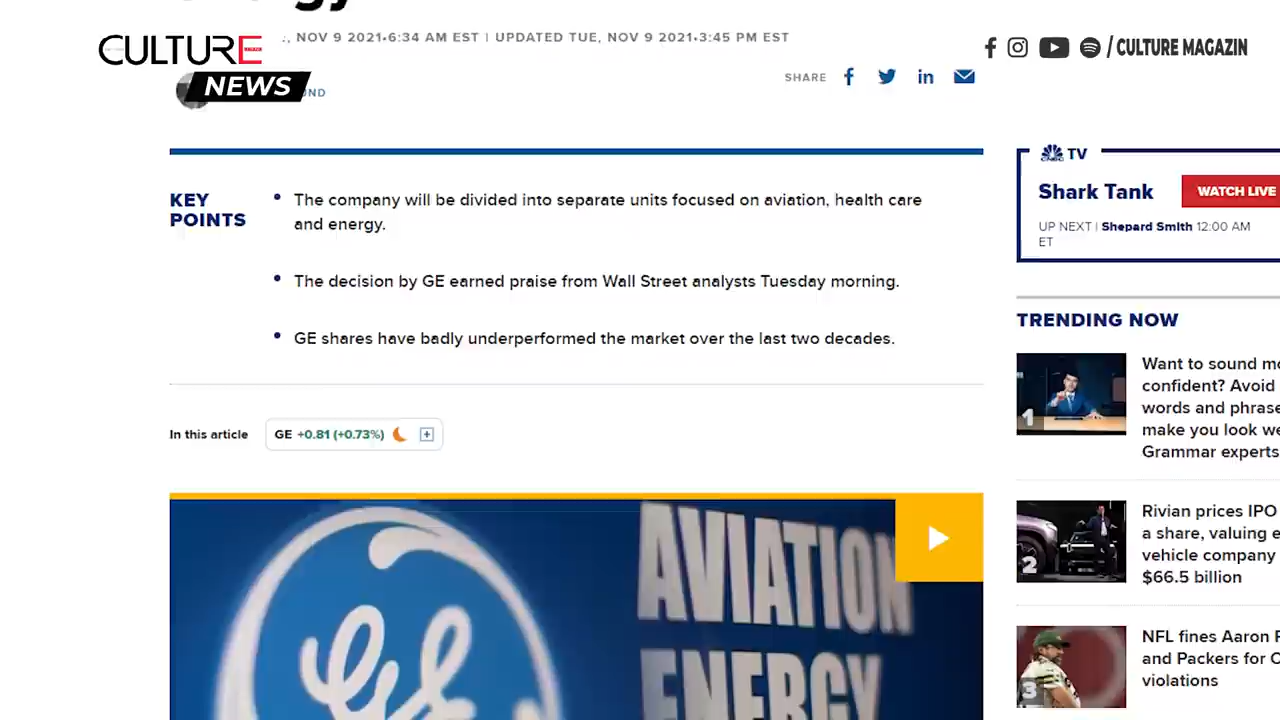 CULTURE
NEWS
NOV 9 2021•6:34 AM EST | UPDATED TUE, NOV 9 2021•3:45 PM EST
/ CULTURE MAGAZIN
SHARE
KEY
POINTS
The company will be divided into separate units focused on aviation, health care
and energy.
The decision by GE earned praise from Wall Street analysts Tuesday morning.
GE shares have badly underperformed the market over the last two decades.
In this article
GE +0.81 (+0.73%)
AVIATION
ENERGY
CNBC TV
Shark Tank
WATCH LIVE
UP NEXT | Shepard Smith 12:00 AM
ET
TRENDING NOW
1
Want to sound
confident? Avoid
words and
make you look
Grammar experts
2
Rivian prices IPO
a share, valuing
vehicle company
$66.5 billion
3
NFL fines Aaron
and Packers for
violations